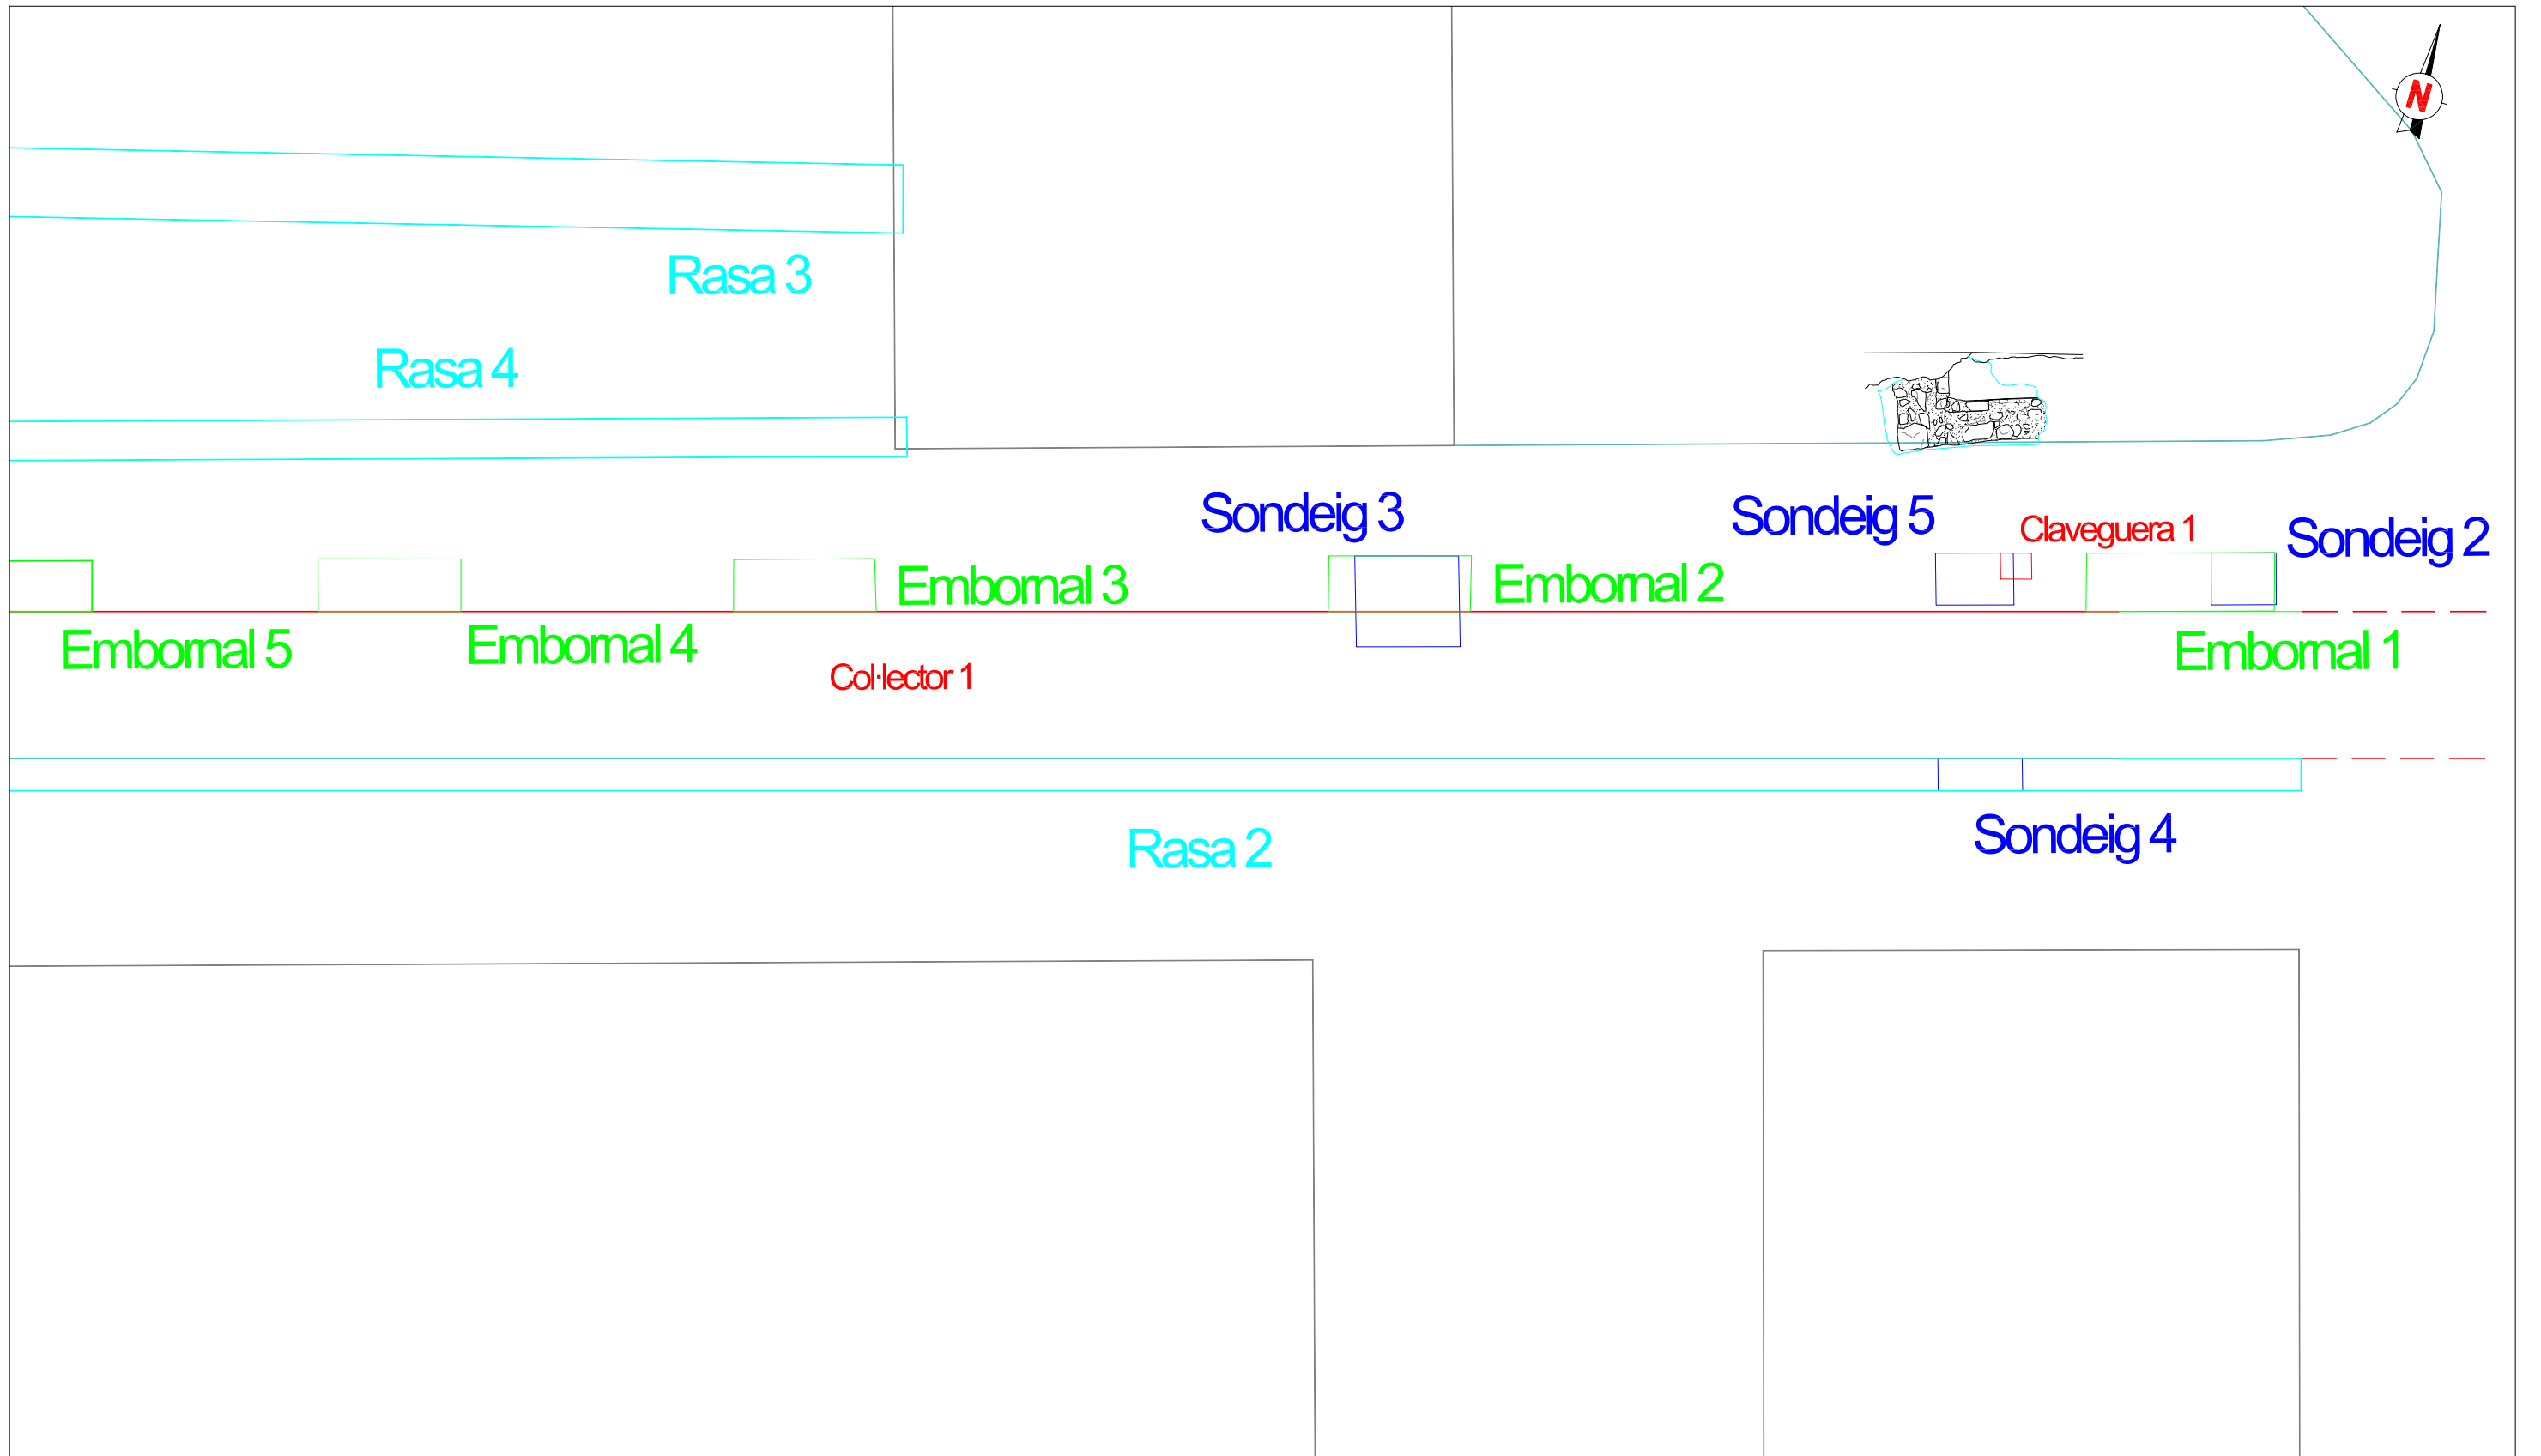 N
Rasa 3
Rasa 4
Sondeig 3
Sondeig 5
Claveguera 1
Sondeig 2
Embornal 3
Embornal 2
Embornal 5
Embornal 4
Embornal 1
Col·lector 1
Rasa 2
Sondeig 4